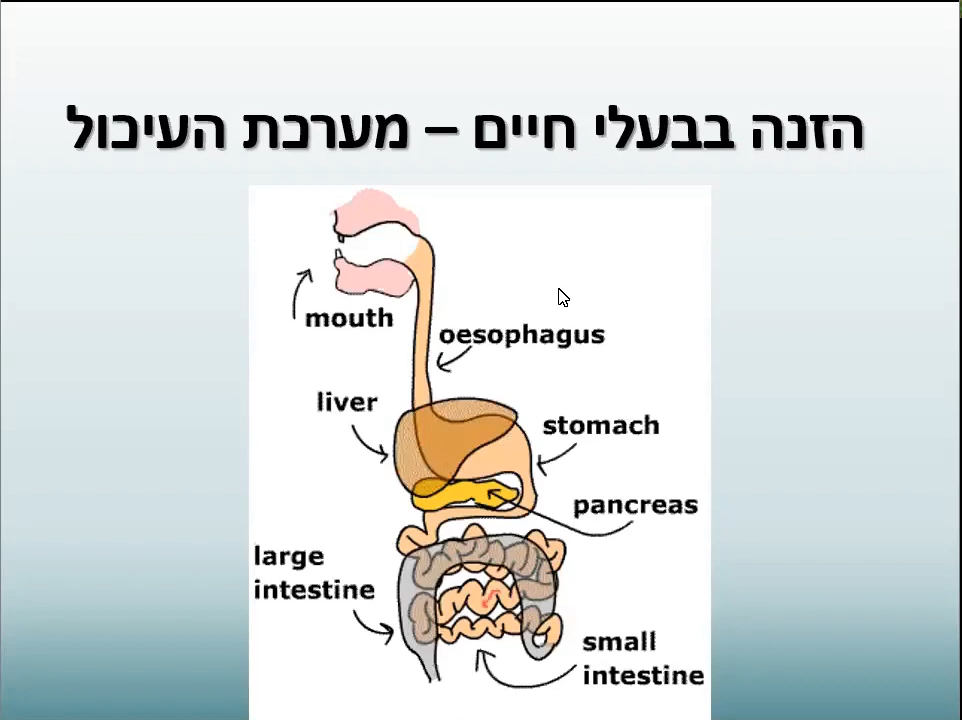 הזנה בבעלי חיים – מערכת העיכול
mouth
oesophagus
liver
stomach
pancreas
large
intestine
small
intestine